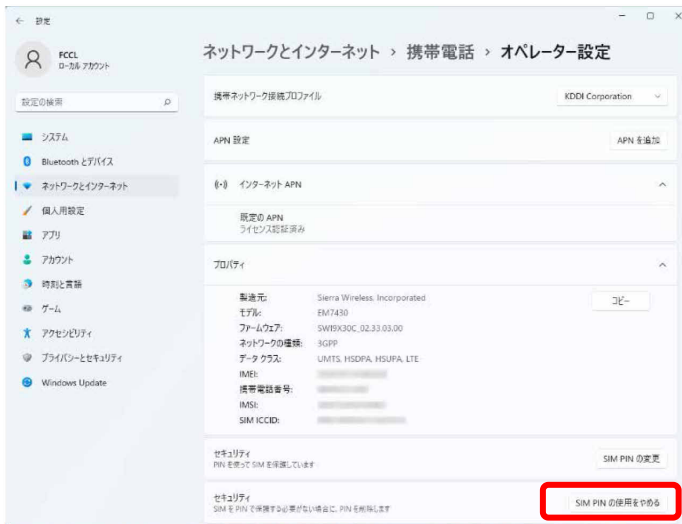 ← 設定
FCCL
ローカル アカウント
設定の検索
システム
Bluetooth とデバイス
ネットワークとインターネット
個人用設定
アプリ
アカウント
時刻と言語
ゲーム
アクセシビリティ
プライバシーとセキュリティ
Windows Update
ネットワークとインターネット › 携帯電話 › オペレーター設定
携帯ネットワーク接続プロファイル
KDDI Corporation
APN 設定
APN を追加
インターネット APN
既定の APN
ライセンス認証済み
プロパティ
製造元: Sierra Wireless, Incorporated
コピー
モデル: EM7430
ファームウェア: SWI9X30C_02.33.03.00
ネットワークの種類: 3GPP
データ クラス: UMTS, HSDPA, HSUPA, LTE
IMEI:
携帯電話番号:
IMSI:
SIM ICCID:
セキュリティ
PIN を使って SIM を保護しています
SIM PIN の変更
セキュリティ
SIM を PIN で保護する必要がない場合に、PIN を削除します
SIM PIN の使用をやめる